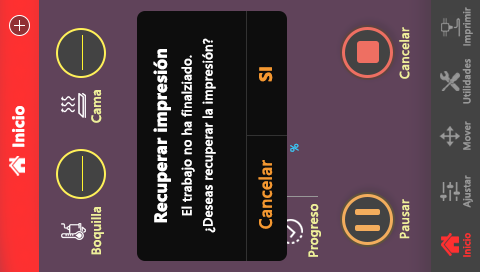 Inicio
Boquilla
Cama
Recuperar impresión
El trabajo no ha finalziado.
¿Deseas recuperar la impresión?
Cancelar
SI
Progreso
%
Pausar
Cancelar
Inicio
Ajustar
Mover
Utilidades
Imprimir